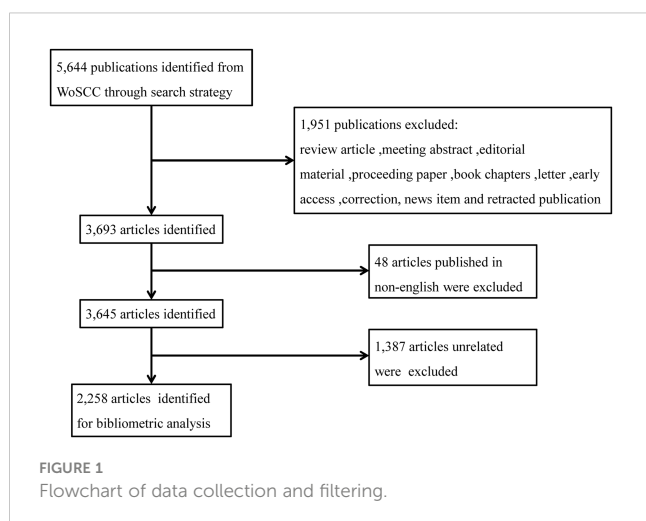 5,644 publications identified from
WoSCC through search strategy
1,951 publications excluded:
review article ,meeting abstract ,editorial
material ,proceeding paper ,book chapters ,letter ,early
access ,correction, news item and retracted publication
3,693 articles identified
48 articles published in
non-english were excluded
3,645 articles identified
1,387 articles unrelated
were excluded
2,258 articles identified
for bibliometric analysis
FIGURE 1
Flowchart of data collection and filtering.